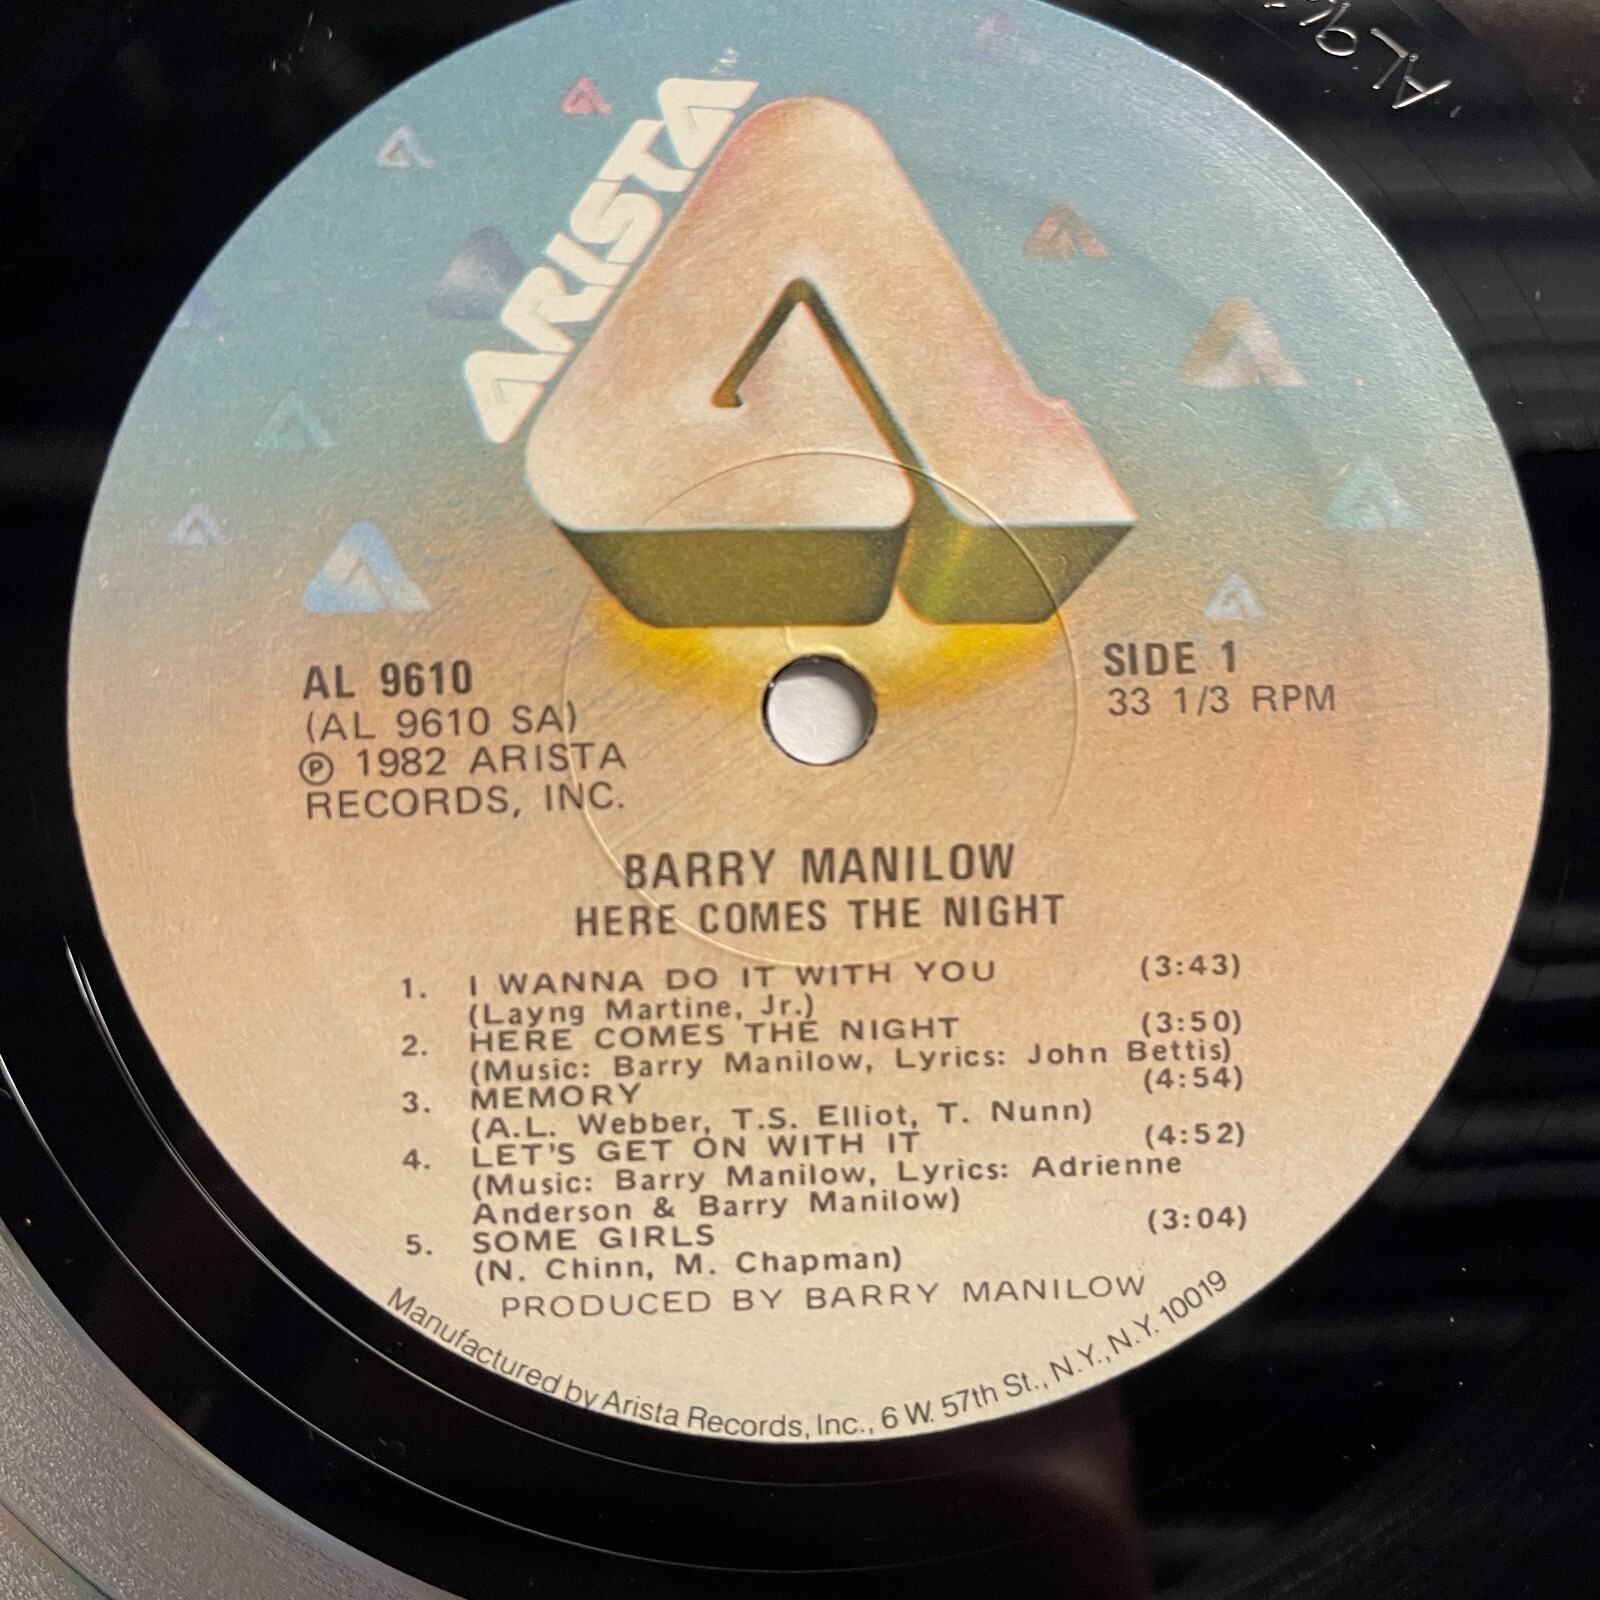 ARISTA
AL 9610
(AL 9610 SA)
Ⓟ 1982 ARISTA
RECORDS, INC.
SIDE 1
33 1/3 RPM
BARRY MANILOW
HERE COMES THE NIGHT
1. I WANNA DO IT WITH YOU (3:43)
(Layng Martine, Jr.)
2. HERE COMES THE NIGHT (3:50)
(Music: Barry Manilow, Lyrics: John Bettis)
3. MEMORY (4:54)
(A.L. Webber, T.S. Elliot, T. Nunn)
4. LET'S GET ON WITH IT (4:52)
(Music: Barry Manilow, Lyrics: Adrienne
Anderson & Barry Manilow)
5. SOME GIRLS (3:04)
(N. Chinn, M. Chapman)
PRODUCED BY BARRY MANILOW
Manufactured by Arista Records, Inc., 6 W. 57th St., N.Y., N.Y. 10019